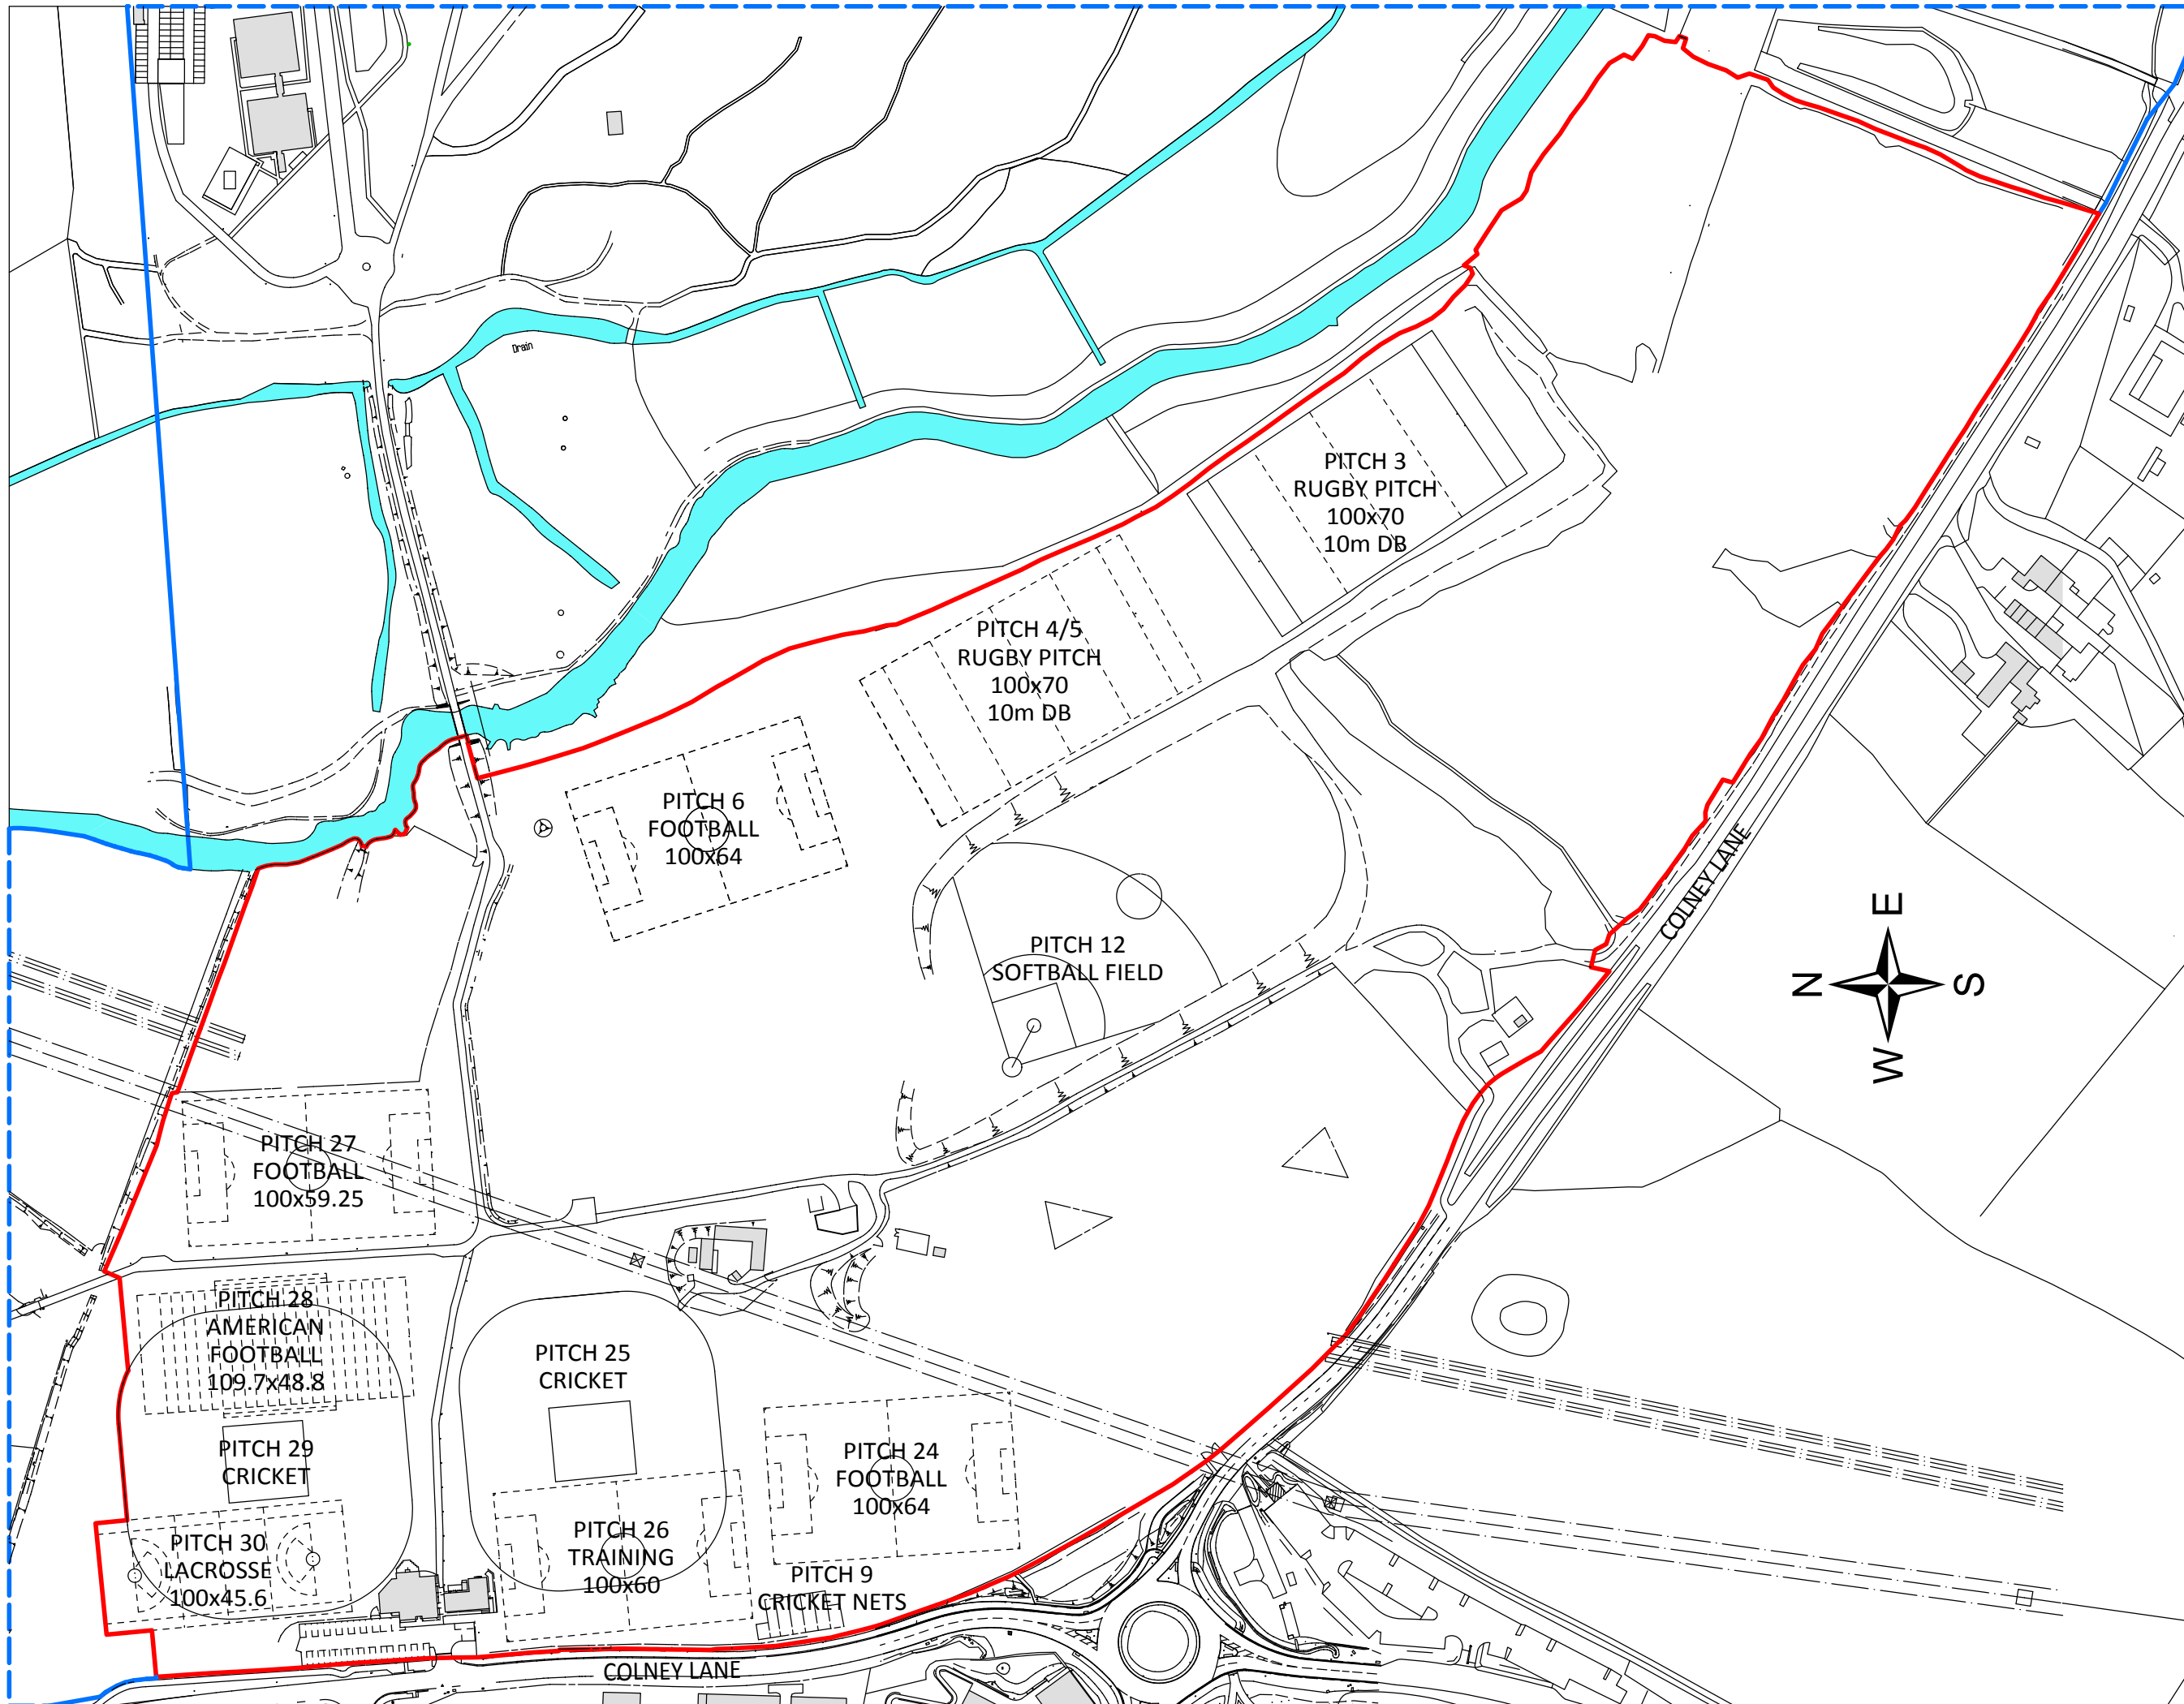 Drain
PITCH 3
RUGBY PITCH
100x70
10m DB
PITCH 4/5
RUGBY PITCH
100x70
10m DB
PITCH 6
FOOTBALL
100x64
COLNEY LANE
PITCH 12
SOFTBALL FIELD
E
N
S
W
PITCH 27
FOOTBALL
100x59.25
PITCH 28
AMERICAN
FOOTBALL
109.7x48.8
PITCH 25
CRICKET
PITCH 29
CRICKET
PITCH 24
FOOTBALL
100x64
PITCH 30
LACROSSE
100x45.6
PITCH 26
TRAINING
100x60
PITCH 9
CRICKET NETS
COLNEY LANE